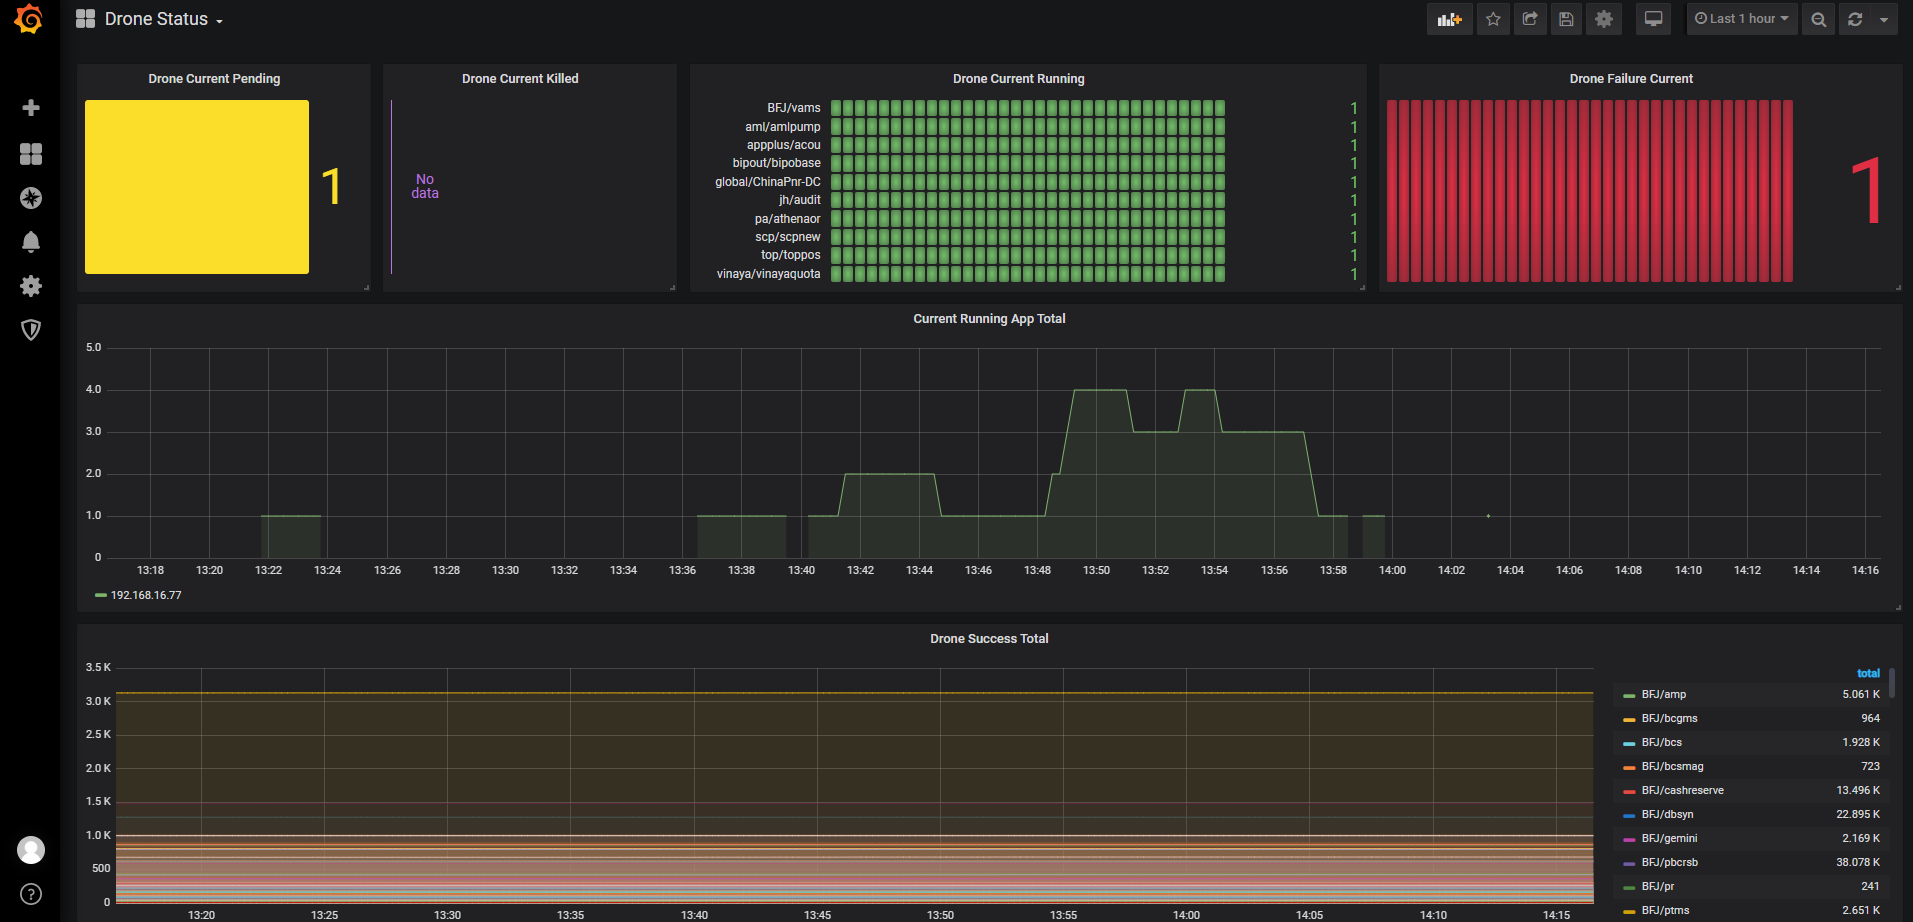 Drone Status
Last 1 hour
Drone Current Pending
1
Drone Current Killed
No
data
Drone Current Running
BFJ/vams 1
aml/amlpump 1
appplus/acou 1
bipout/bipobase 1
global/ChinaPnr-DC 1
jh/audit 1
pa/athenaor 1
scp/scpnew 1
top/toppos 1
vinaya/vinayaquota 1
Drone Failure Current
1
Current Running App Total
5.0
4.0
3.0
2.0
1.0
0
13:18 13:20 13:22 13:24 13:26 13:28 13:30 13:32 13:34 13:36 13:38 13:40 13:42 13:44 13:46 13:48 13:50 13:52 13:54 13:56 13:58 14:00 14:02 14:04 14:06 14:08 14:10 14:12 14:14 14:16
192.168.16.77
Drone Success Total
3.5 K
3.0 K
2.5 K
2.0 K
1.5 K
1.0 K
500
0
13:20 13:25 13:30 13:35 13:40 13:45 13:50 13:55 14:00 14:05 14:10 14:15
total
BFJ/amp 5.061 K
BFJ/bcgms 964
BFJ/bcs 1.928 K
BFJ/bcsmag 723
BFJ/cashreserve 13.496 K
BFJ/dbsyn 22.895 K
BFJ/gemini 2.169 K
BFJ/pbcrsb 38.078 K
BFJ/pr 241
BFJ/ptms 2.651 K